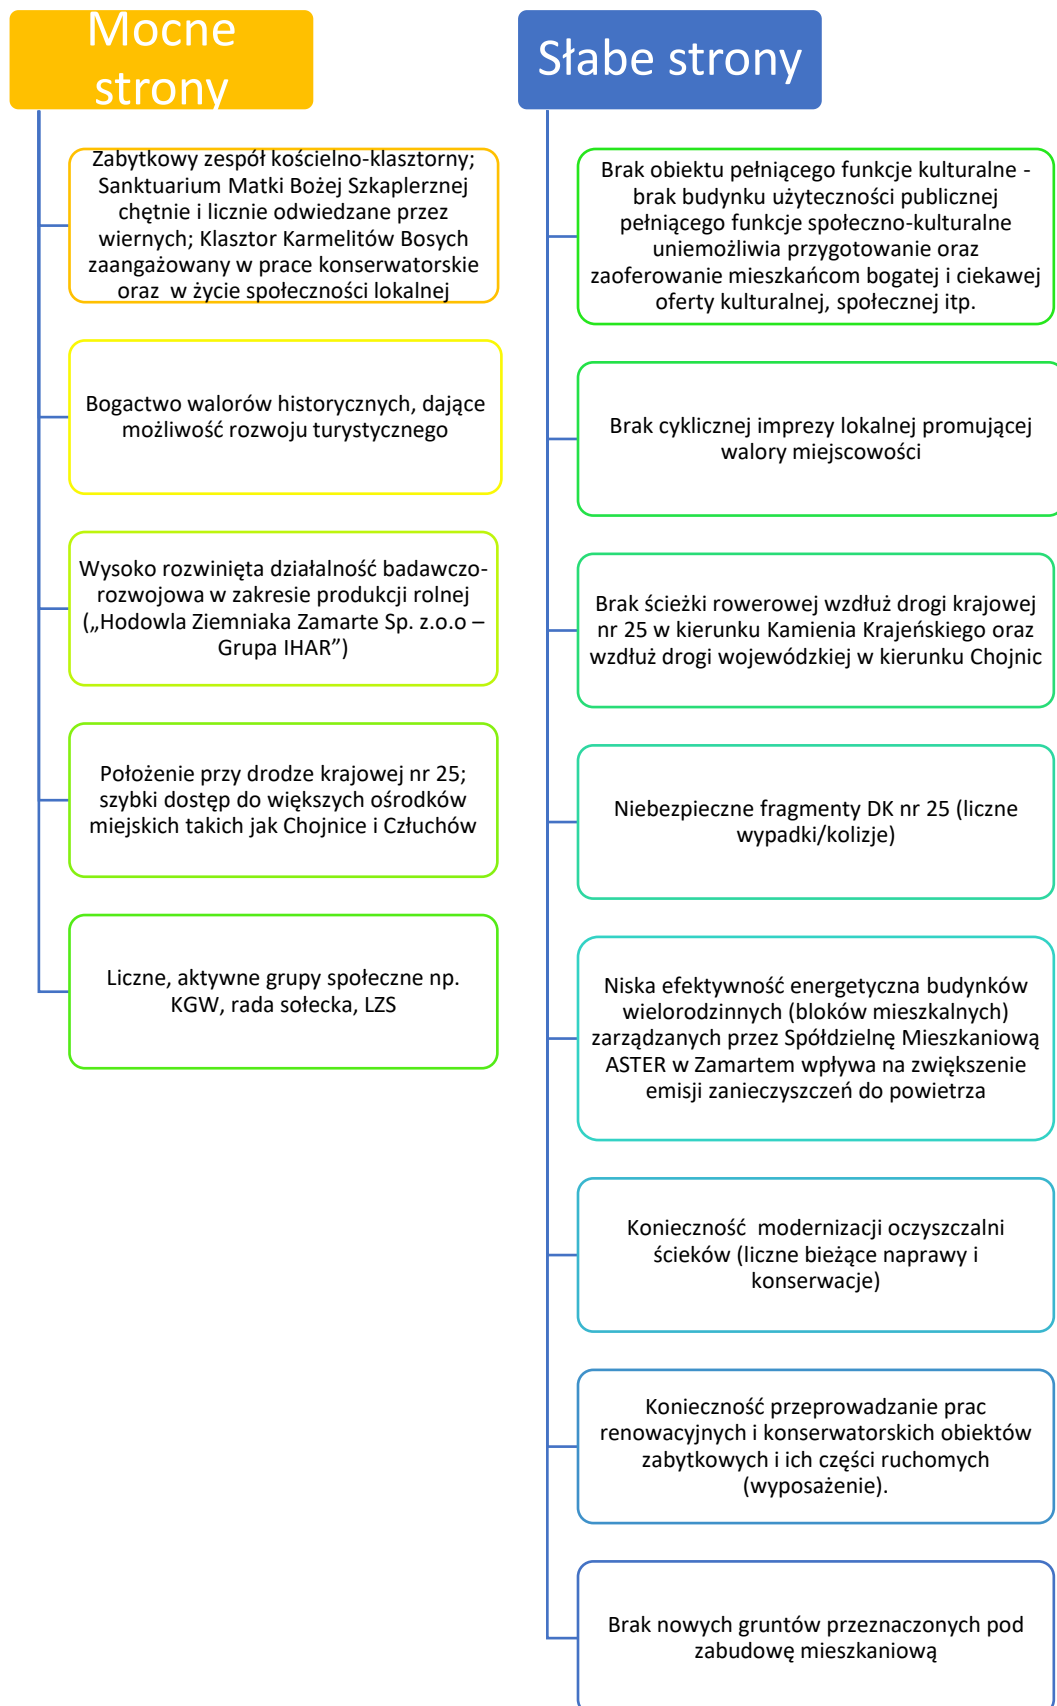 Mocne
strony
Zabytkowy zespół kościelno-klasztorny;
Sanktuarium Matki Bożej Szkaplerznej
chętnie i licznie odwiedzane przez
wiernych; Klasztor Karmelitów Bosych
zaangażowany w prace konserwatorskie
oraz  w życie społeczności lokalnej
Bogactwo walorów historycznych, dające
możliwość rozwoju turystycznego
Wysoko rozwinięta działalność badawczo-
rozwojowa w zakresie produkcji rolnej
(„Hodowla Ziemniaka Zamarte Sp. z.o.o –
Grupa IHAR”)
Położenie przy drodze krajowej nr 25;
szybki dostęp do większych ośrodków
miejskich takich jak Chojnice i Człuchów
Liczne, aktywne grupy społeczne np.
KGW, rada sołecka, LZS
Słabe strony
Brak obiektu pełniącego funkcje kulturalne -
brak budynku użyteczności publicznej
pełniącego funkcje społeczno-kulturalne
uniemożliwia przygotowanie oraz
zaoferowanie mieszkańcom bogatej i ciekawej
oferty kulturalnej, społecznej itp.
Brak cyklicznej imprezy lokalnej promującej
walory miejscowości
Brak ścieżki rowerowej wzdłuż drogi krajowej
nr 25 w kierunku Kamienia Krajeńskiego oraz
wzdłuż drogi wojewódzkiej w kierunku Chojnic
Niebezpieczne fragmenty DK nr 25 (liczne
wypadki/kolizje)
Niska efektywność energetyczna budynków
wielorodzinnych (bloków mieszkalnych)
zarządzanych przez Spółdzielnę Mieszkaniową
ASTER w Zamartem wpływa na zwiększenie
emisji zanieczyszczeń do powietrza
Konieczność  modernizacji oczyszczalni
ścieków (liczne bieżące naprawy i
konserwacje)
Konieczność przeprowadzanie prac
renowacyjnych i konserwatorskich obiektów
zabytkowych i ich części ruchomych
(wyposażenie).
Brak nowych gruntów przeznaczonych pod
zabudowę mieszkaniową